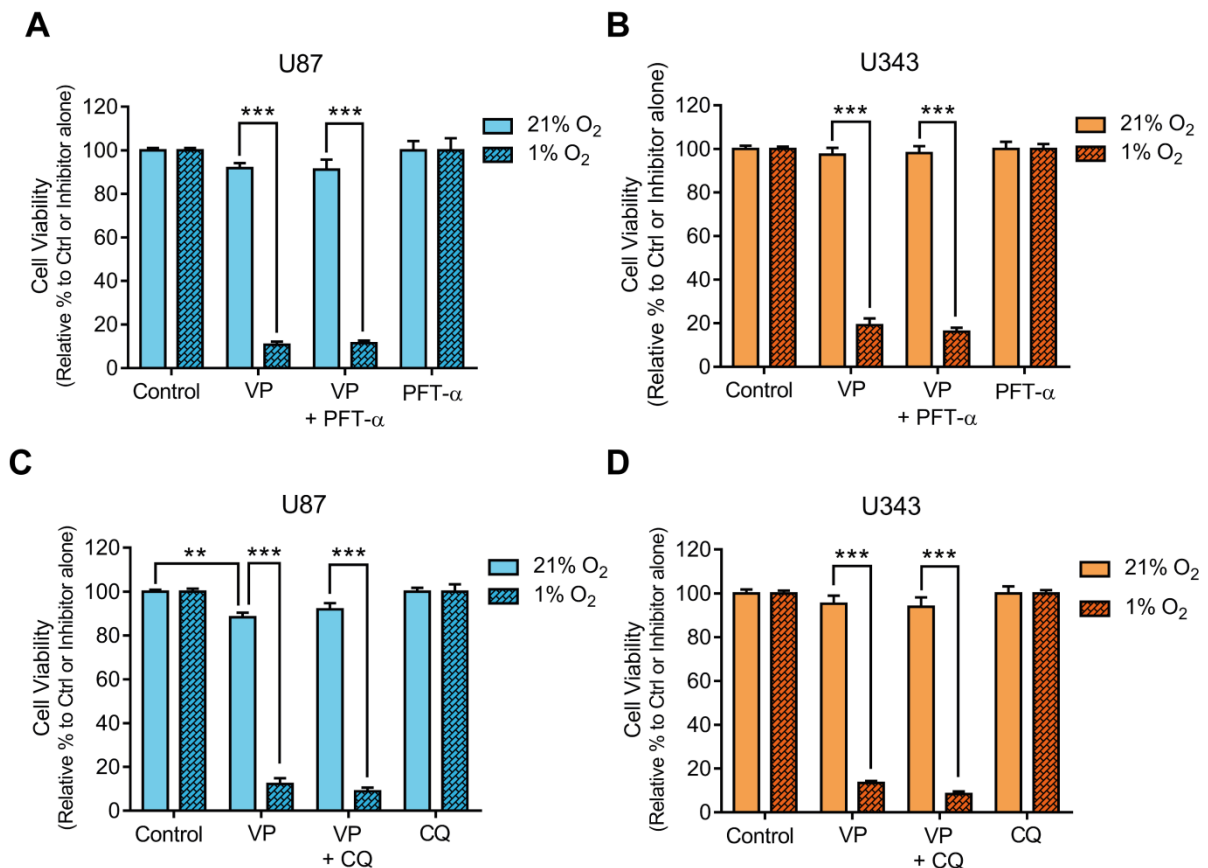 A
U87
Cell Viability
(Relative % to Ctrl or Inhibitor alone)
120
100
80
60
40
20
0
***
***
21% O₂
1% O₂
Control
VP
VP
+ PFT-α
PFT-α
B
U343
Cell Viability
(Relative % to Ctrl or Inhibitor alone)
120
100
80
60
40
20
0
***
***
21% O₂
1% O₂
Control
VP
VP
+ PFT-α
PFT-α
C
U87
Cell Viability
(Relative % to Ctrl or Inhibitor alone)
120
100
80
60
40
20
0
**
***
***
21% O₂
1% O₂
Control
VP
VP
+ CQ
CQ
D
U343
Cell Viability
(Relative % to Ctrl or Inhibitor alone)
120
100
80
60
40
20
0
***
***
21% O₂
1% O₂
Control
VP
VP
+ CQ
CQ